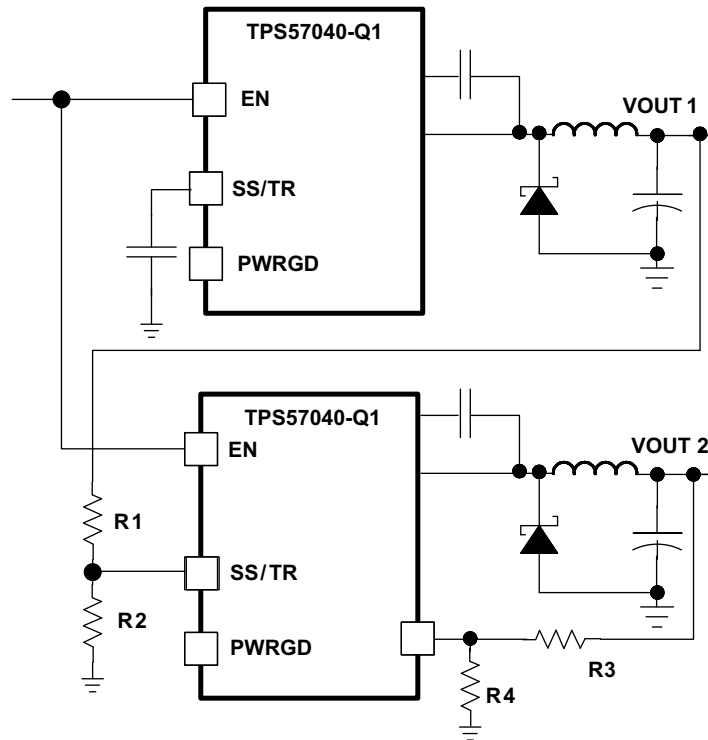 TPS57040-Q1
EN
VOUT 1
SS/TR
PWRGD
TPS57040-Q1
EN
VOUT 2
R1
SS/TR
R2
PWRGD
R3
R4